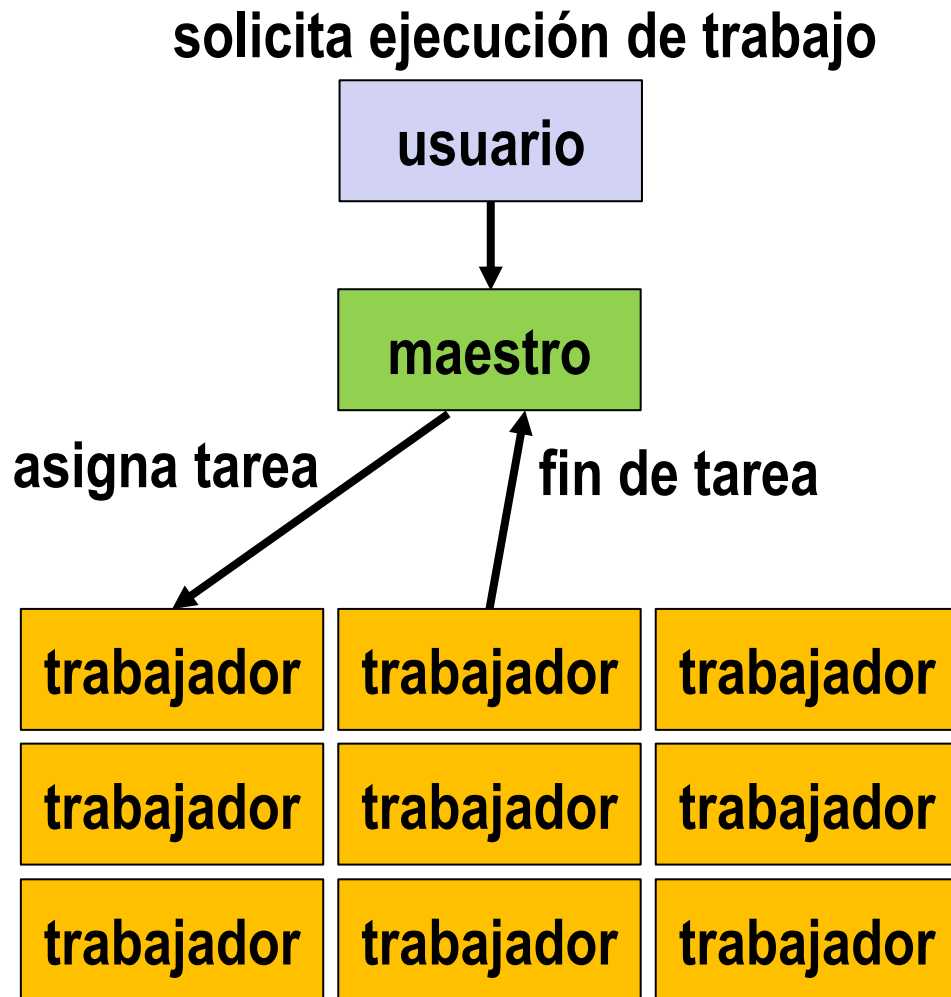 solicita ejecución de trabajo
usuario
maestro
asigna tarea
fin de tarea
trabajador trabajador trabajador
trabajador trabajador trabajador
trabajador trabajador trabajador